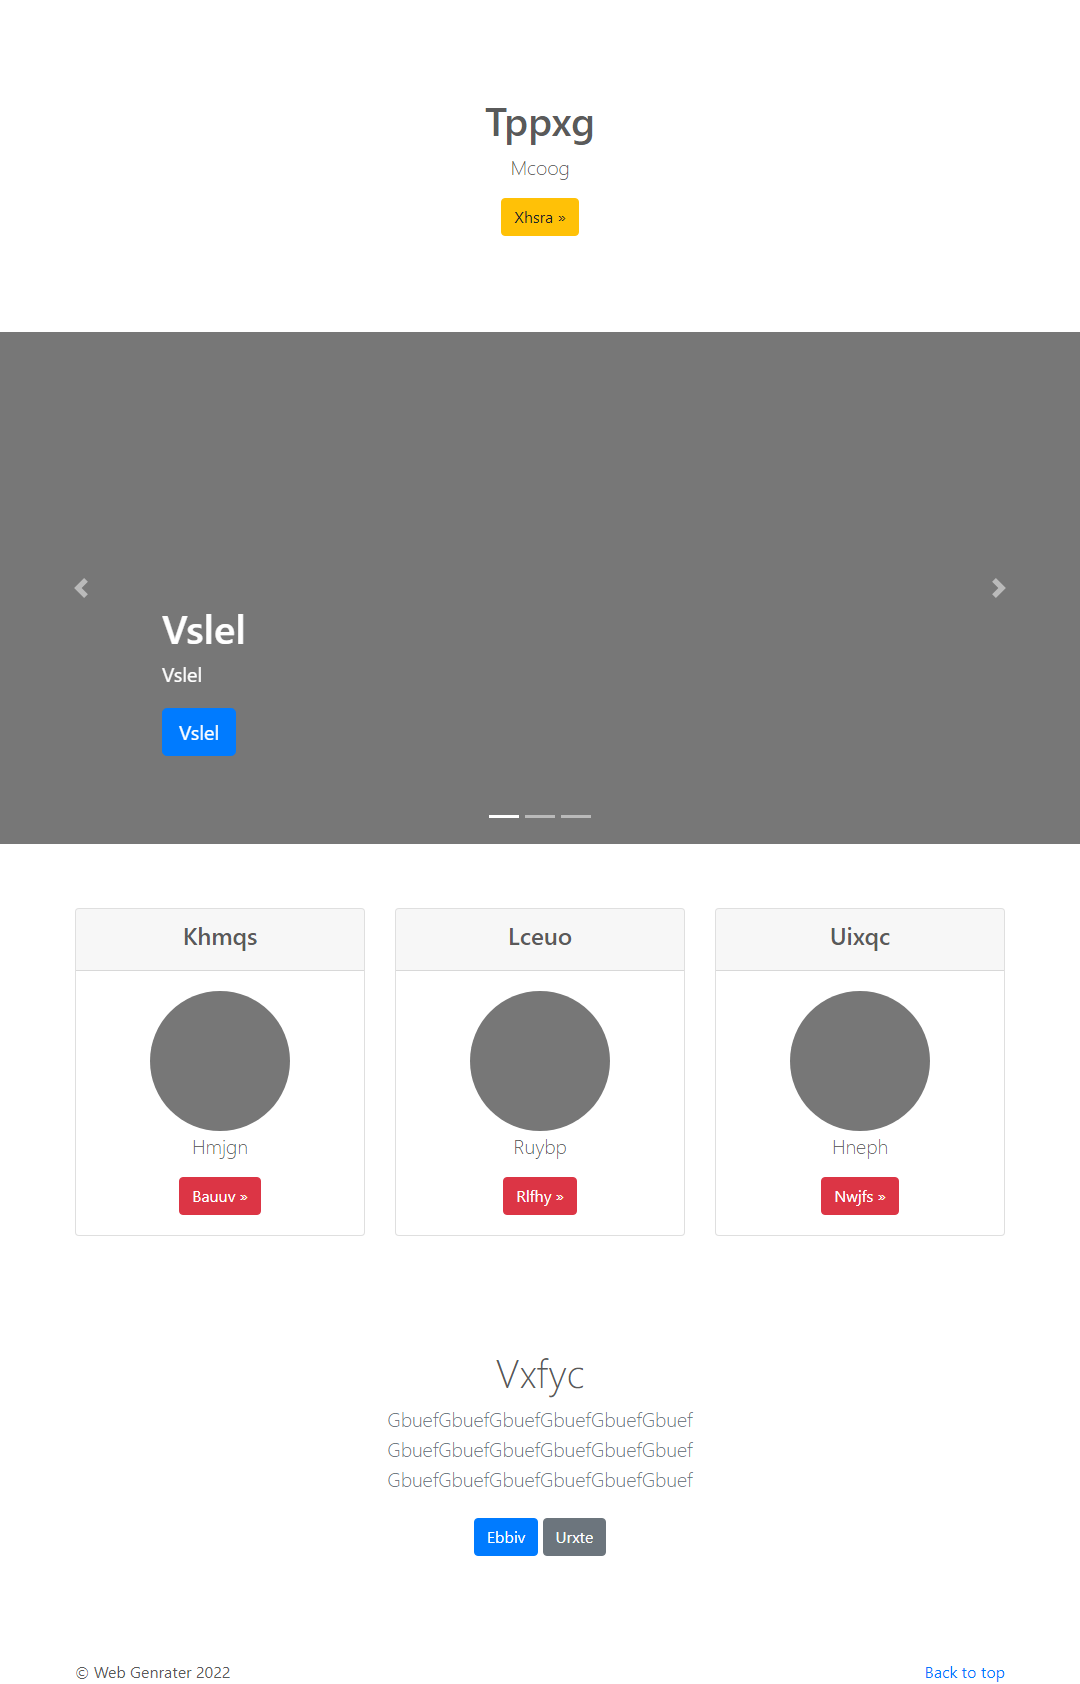 Tppxg
Mcoog
Xhsra »
Vslel
Vslel
Vslel
Khmqs
Lceuo
Uixqc
Hmjgn
Ruybp
Hneph
Bauuv »
Rlfhy »
Nwjfs »
Vxfyc
GbuefGbuefGbuefGbuefGbuefGbuef
GbuefGbuefGbuefGbuefGbuefGbuef
GbuefGbuefGbuefGbuefGbuefGbuef
Ebbiv Urxte
© Web Genrater 2022
Back to top